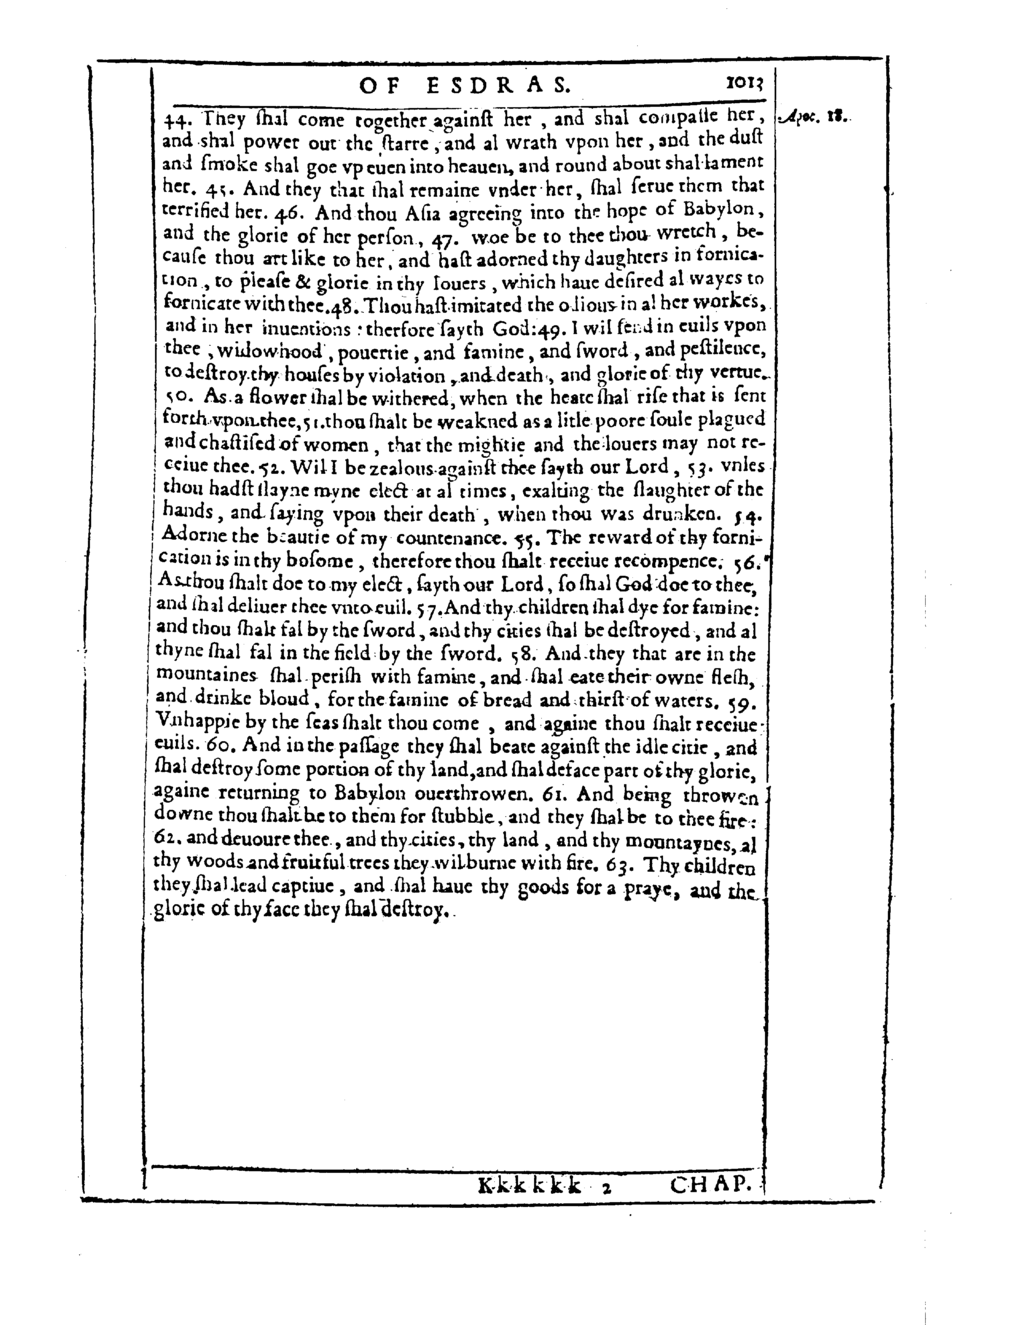 OF ESDRAS. 1013
44. They ſhal come together againſt her , and shal compaſſe her, Apoc. 18.
and shal power out the ſtarre , and al wrath vpon her , and the duſt
and ſmoke shal goe vp euen into heauen, and round about shal lament
her. 45. And they that ſhal remaine vnder her, ſhal ſerue them that
terrified her. 46. And thou Aſia agreeing into the hope of Babylon,
and the glorie of her perſon , 47. woe be to thee thou wretch , be-
cauſe thou art like to her , and haſt adorned thy daughters in fornica-
tion , to pleaſe & glorie in thy louers , which haue deſired al wayes to
fornicate with thee. 48. Thou haſt imitated the odious in al her workes,
and in her inuentions : therfore ſayth God: 49. I wil ſend in euils vpon
thee , widowhood , pouertie , and famine , and ſword , and peſtilence,
to deſtroy thy houſes by violation , and death , and glorie of thy vertue.
50. As a flower ſhal be withered, when the heate ſhal riſe that is ſent
forth vpon thee, 51. thou ſhalt be weakned as a litle poore ſoule plagued
and chaſtiſed of women , that the mightie and the louers may not re-
ceiue thee. 52. Wil I be zealous againſt thee ſayth our Lord , 53. vnles
thou hadſt ſlayne myne elect at al times , exalting the ſlaughter of the
hands , and ſaying vpon their death , when thou was drunken. 54.
Adorne the beautie of my countenance. 55. The reward of thy forni-
cation is in thy boſome , therefore thou ſhalt receiue recompence. 56.
As thou ſhalt doe to my elect , ſayth our Lord , ſo ſhal God doe to thee,
and ſhal deliuer thee vnto euil. 57. And thy children ſhal dye for famine:
and thou ſhalt fal by the ſword , and thy cities ſhal be deſtroyed , and al
thyne ſhal fal in the field by the ſword. 58. And they that are in the
mountaines ſhal periſh with famine , and ſhal eate their owne fleſh,
and drinke bloud , for the famine of bread and thirſt of waters. 59.
Vnhappie by the ſeas ſhalt thou come , and againe thou ſhalt receiue
euils. 60. And in the paſſage they ſhal beate againſt the idle citie , and
ſhal deſtroy ſome portion of thy land, and ſhal deface part of thy glorie,
againe returning to Babylon ouerthrowen. 61. And being throwen
downe thou ſhalt be to them for ſtubble , and they ſhal be to thee fire :
62. and deuoure thee , and thy cities , thy land , and thy mountaynes, al
thy woods and fruitful trees they wil burne with fire. 63. Thy children
they ſhal lead captiue , and ſhal haue thy goods for a praye , and the
glorie of thy face they ſhal deſtroy.
Kkkkkk 2 CHAP.